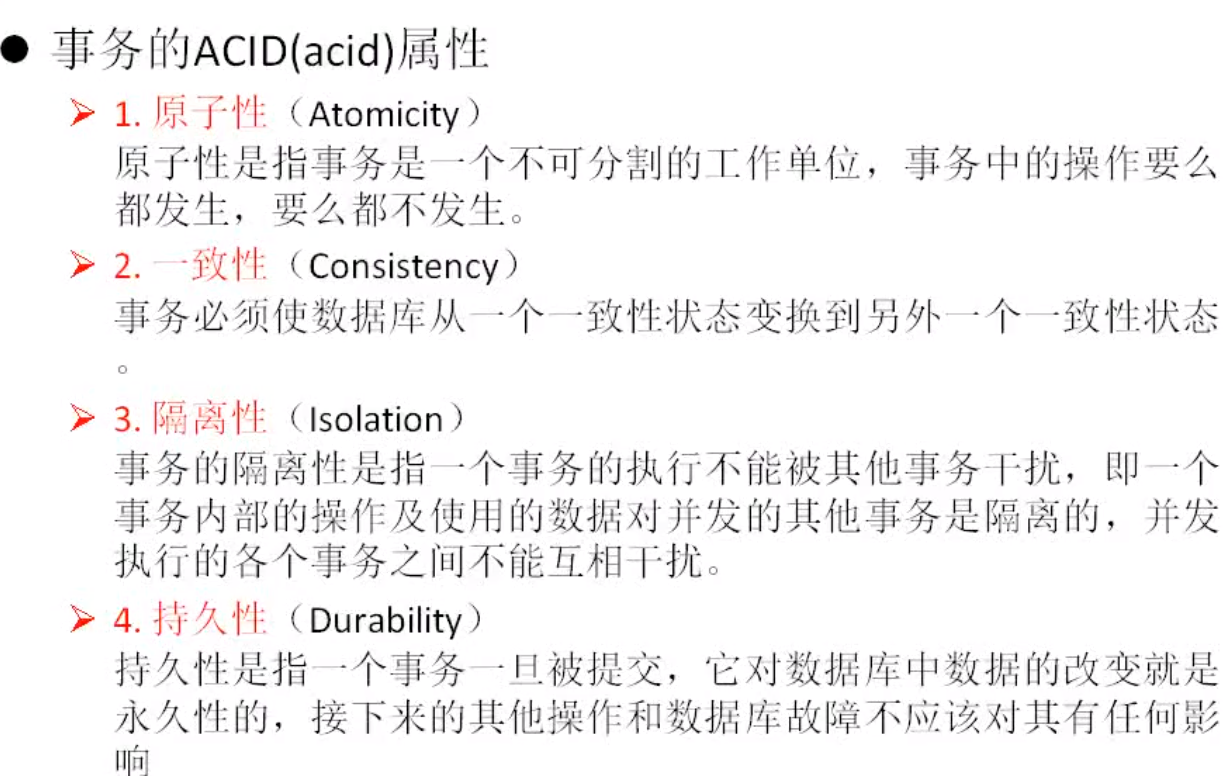 ● 事务的ACID(acid)属性
➢ 1. 原子性（Atomicity）
原子性是指事务是一个不可分割的工作单位，事务中的操作要么
都发生，要么都不发生。
➢ 2. 一致性（Consistency）
事务必须使数据库从一个一致性状态变换到另外一个一致性状态
。
➢ 3. 隔离性（Isolation）
事务的隔离性是指一个事务的执行不能被其他事务干扰，即一个
事务内部的操作及使用的数据对并发的其他事务是隔离的，并发
执行的各个事务之间不能互相干扰。
➢ 4. 持久性（Durability）
持久性是指一个事务一旦被提交，它对数据库中数据的改变就是
永久性的，接下来的其他操作和数据库故障不应该对其有任何影
响